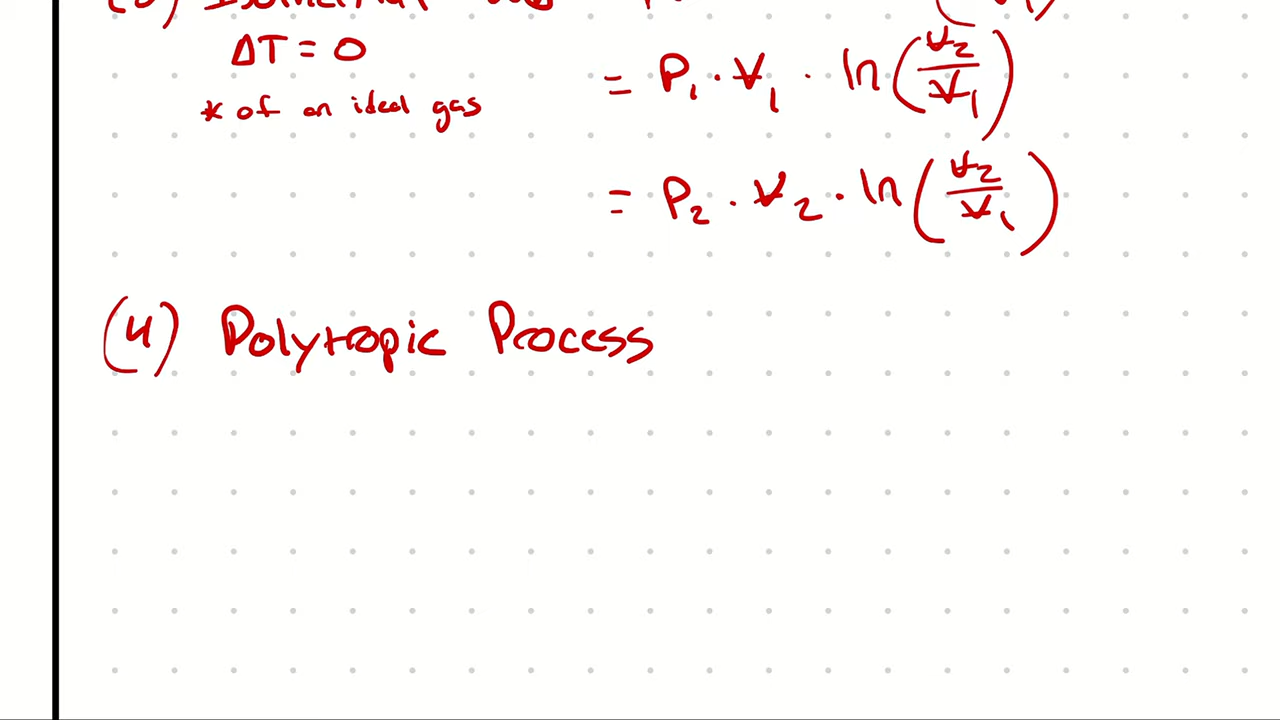 ΔT = 0
* of an ideal gas
= P₁ · V₁ · ln(V₂/V₁)
= P₂ · V₂ · ln(V₂/V₁)
(4) Polytropic Process